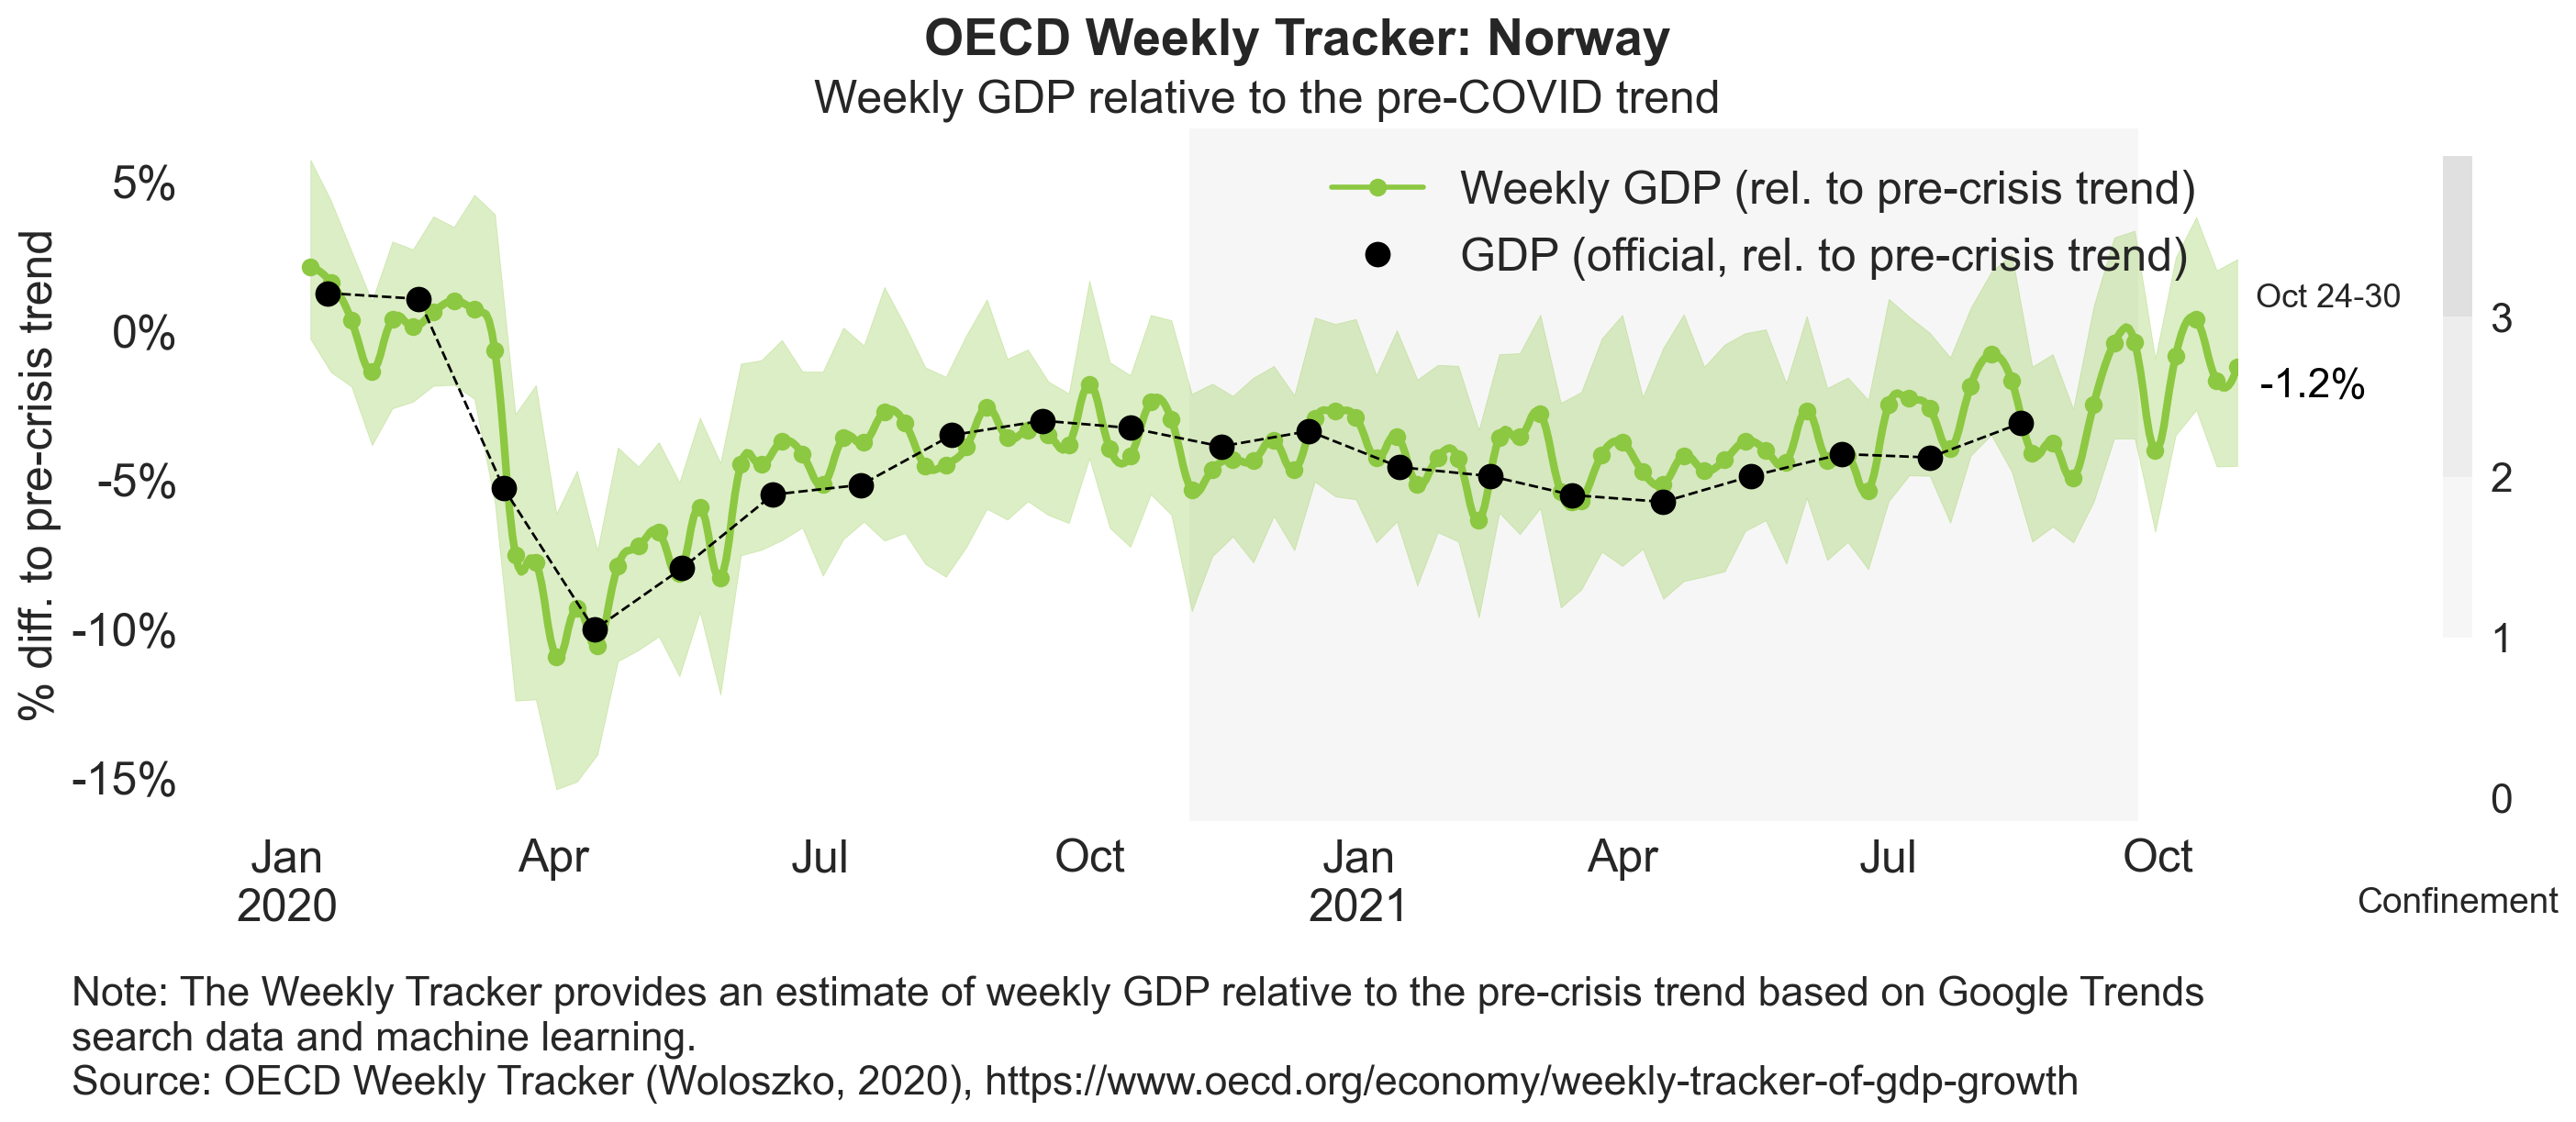 OECD Weekly Tracker: Norway
Weekly GDP relative to the pre-COVID trend
% diff. to pre-crisis trend
5%
0%
-5%
-10%
-15%
Weekly GDP (rel. to pre-crisis trend)
GDP (official, rel. to pre-crisis trend)
Oct 24-30
-1.2%
3
2
1
0
Confinement
Jan Apr Jul Oct Jan Apr Jul Oct
2020 2021
Note: The Weekly Tracker provides an estimate of weekly GDP relative to the pre-crisis trend based on Google Trends
search data and machine learning.
Source: OECD Weekly Tracker (Woloszko, 2020), https://www.oecd.org/economy/weekly-tracker-of-gdp-growth